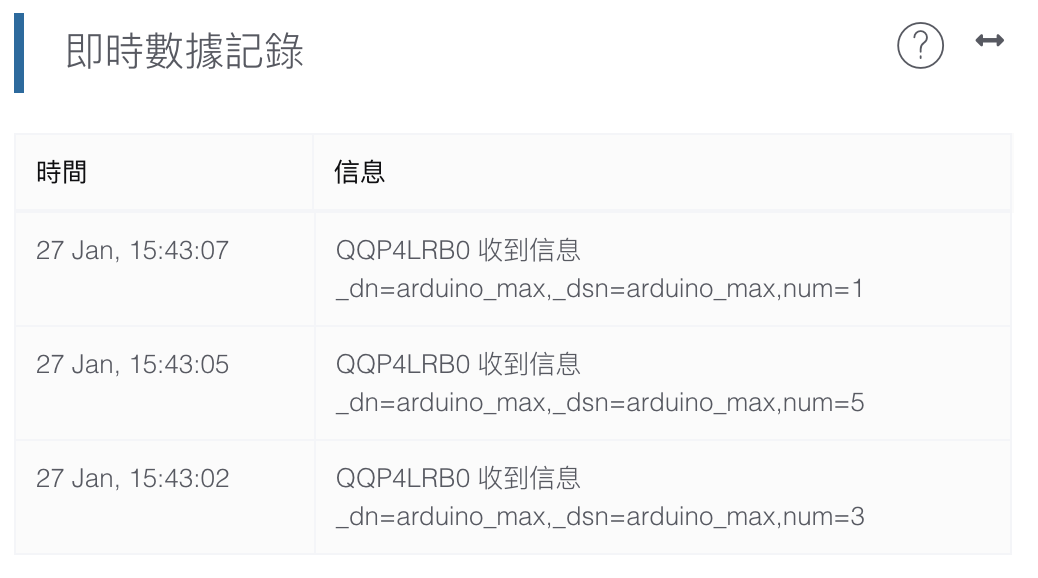 即時數據記錄
?
時間
信息
27 Jan, 15:43:07
QQP4LRB0 收到信息
_dn=arduino_max,_dsn=arduino_max,num=1
27 Jan, 15:43:05
QQP4LRB0 收到信息
_dn=arduino_max,_dsn=arduino_max,num=5
27 Jan, 15:43:02
QQP4LRB0 收到信息
_dn=arduino_max,_dsn=arduino_max,num=3